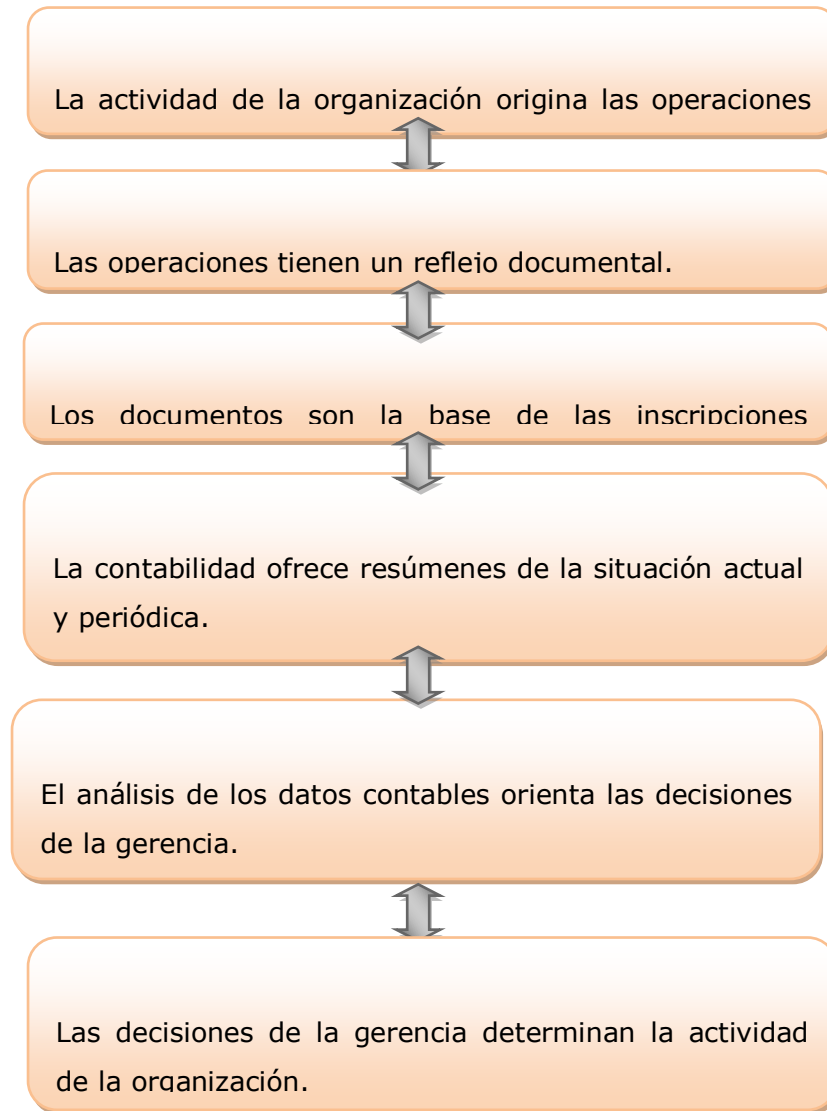 La actividad de la organización origina las operaciones
Las operaciones tienen un reflejo documental.
Los documentos son la base de las inscripciones
La contabilidad ofrece resúmenes de la situación actual
y periódica.
El análisis de los datos contables orienta las decisiones
de la gerencia.
Las decisiones de la gerencia determinan la actividad
de la organización.